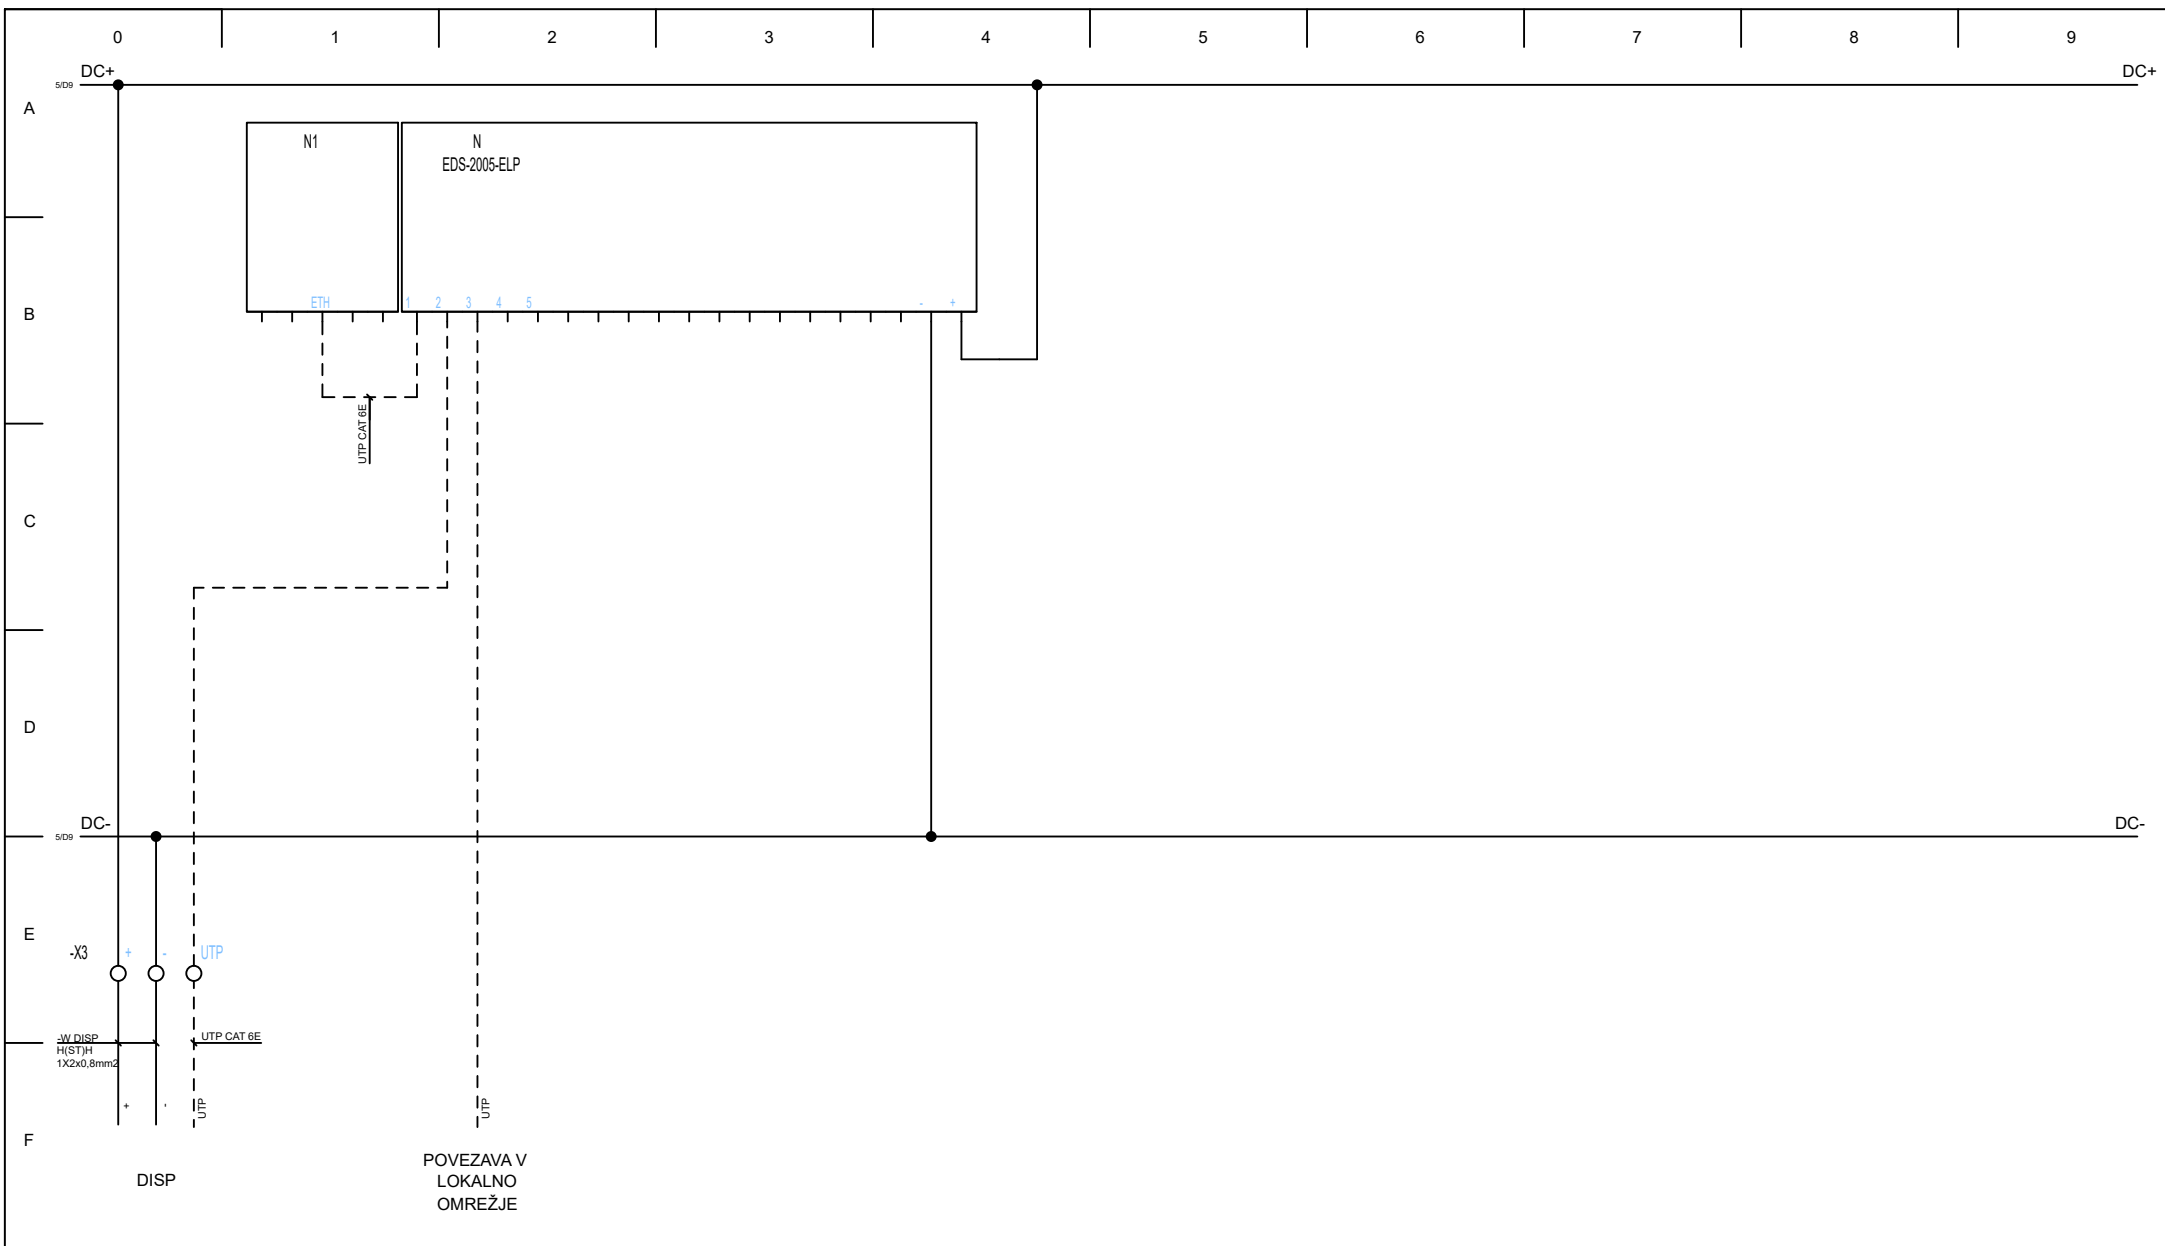 0 1 2 3 4 5 6 7 8 9
DC+
DC+
5/D9
A
N1
N
EDS-2005-ELP
ETH
1 2 3 4 5 - +
B
UTP CAT 6E
C
D
DC-
DC-
5/D9
E
-X3 + - UTP
-W DISP
H(ST)H
1X2x0,8mm2
UTP CAT 6E
+ - UTP
UTP
F
DISP
POVEZAVA V
LOKALNO
OMREŽJE